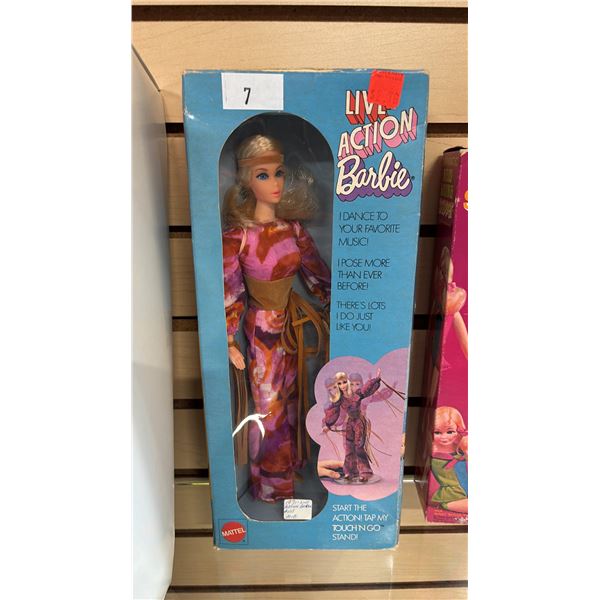 7
LIVE
ACTION
Barbie®
I DANCE TO
YOUR FAVORITE
MUSIC!
I POSE MORE
THAN EVER
BEFORE!
THERE'S LOTS
I DO JUST
LIKE YOU!
START THE
ACTION! TAP MY
TOUCH 'N GO™
STAND!
MATTEL